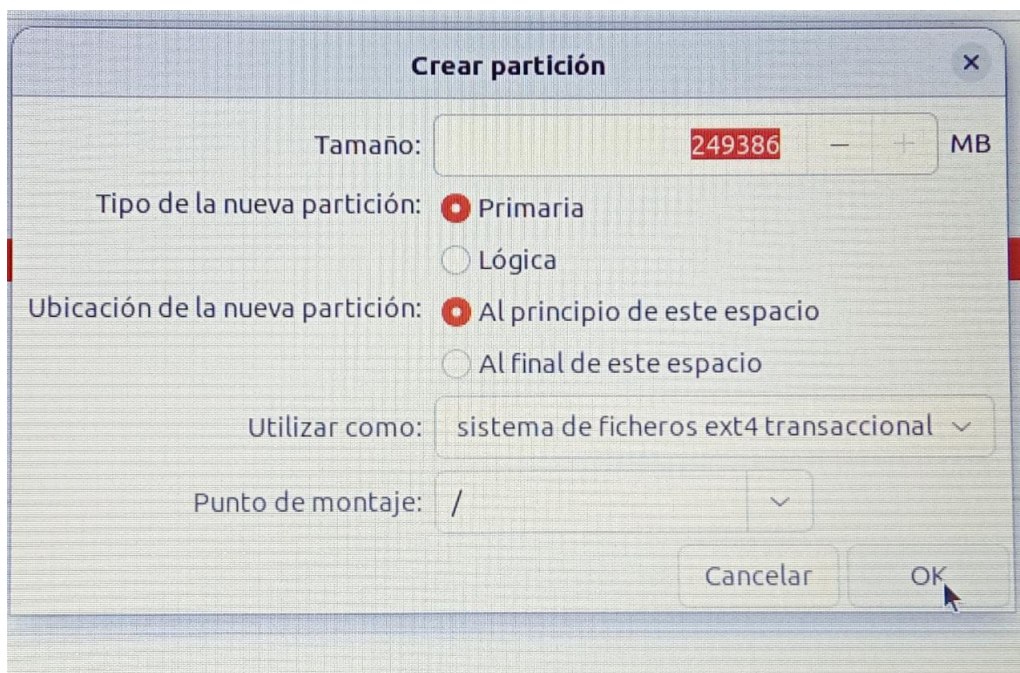 Crear partición
Tamaño: 249386 MB
Tipo de la nueva partición: Primaria
Lógica
Ubicación de la nueva partición: Al principio de este espacio
Al final de este espacio
Utilizar como: sistema de ficheros ext4 transaccional
Punto de montaje: /
Cancelar OK